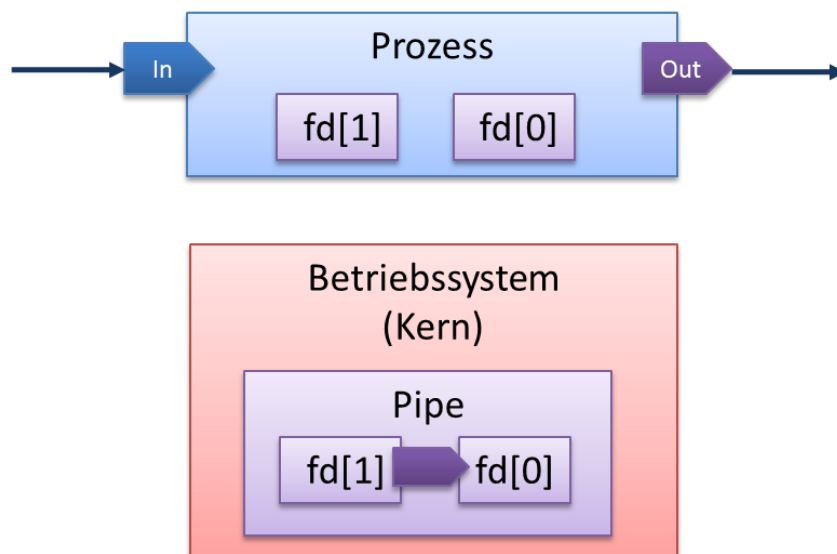 Prozess
In
Out
fd[1] fd[0]
Betriebssystem
(Kern)
Pipe
fd[1] fd[0]